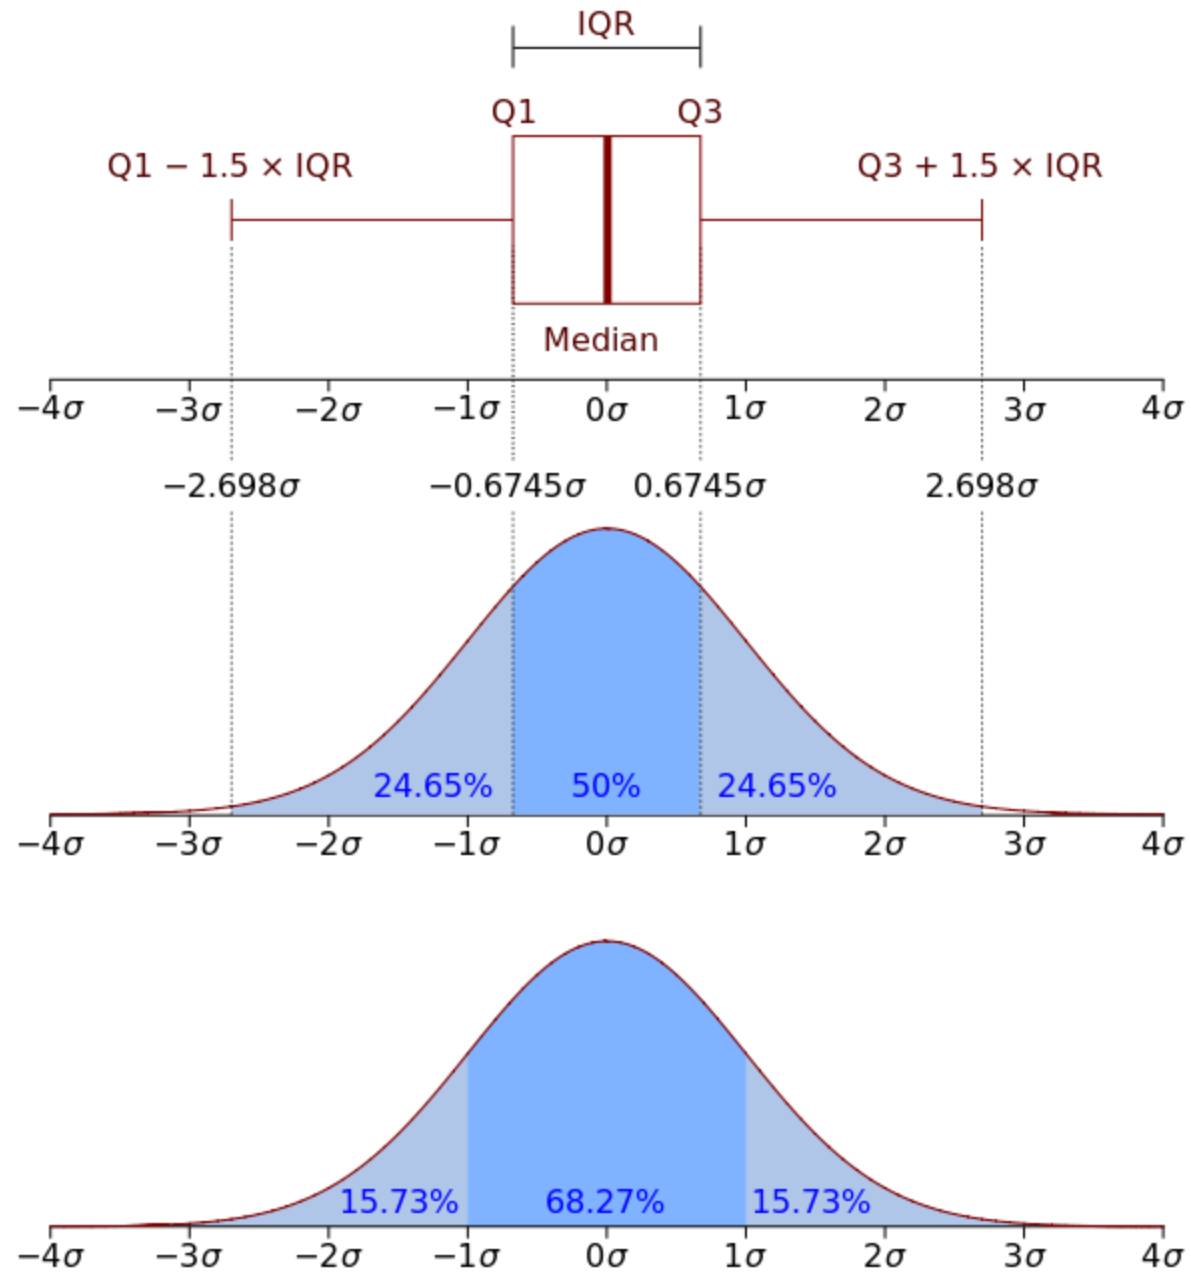 IQR
Q1 Q3
Q1 − 1.5 × IQR Q3 + 1.5 × IQR
Median
−4σ −3σ −2σ −1σ 0σ 1σ 2σ 3σ 4σ
−2.698σ −0.6745σ 0.6745σ 2.698σ
24.65% 50% 24.65%
−4σ −3σ −2σ −1σ 0σ 1σ 2σ 3σ 4σ
15.73% 68.27% 15.73%
−4σ −3σ −2σ −1σ 0σ 1σ 2σ 3σ 4σ